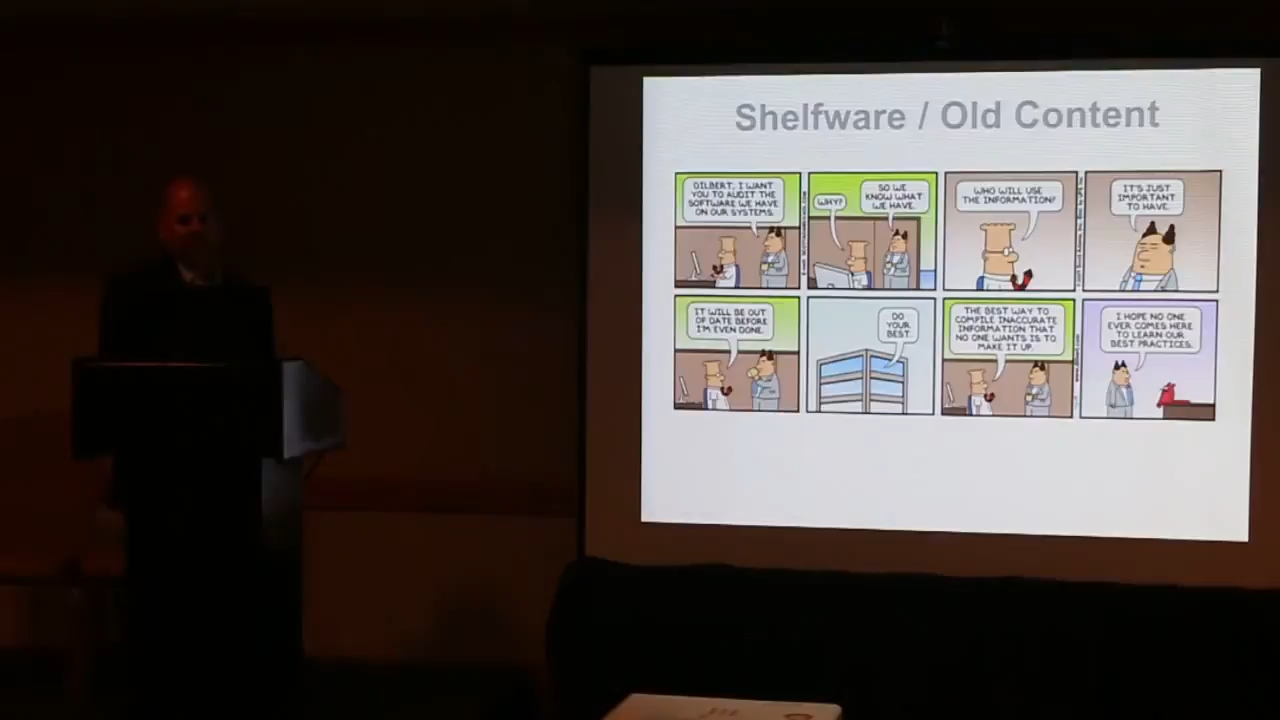 Shelfware / Old Content
DILBERT, I WANT
YOU TO AUDIT THE
SOFTWARE WE HAVE
ON OUR SYSTEMS.
WHY?
SO WE
KNOW WHAT
WE HAVE.
WHO WILL USE
THE INFORMATION?
IT'S JUST
IMPORTANT
TO HAVE.
IT WILL BE OUT
OF DATE BEFORE
I'M EVEN DONE.
DO
YOUR
BEST.
THE BEST WAY TO
COMPILE INACCURATE
INFORMATION THAT
NO ONE WANTS IS TO
MAKE IT UP.
I HOPE NO ONE
EVER COMES HERE
TO LEARN OUR
BEST PRACTICES.